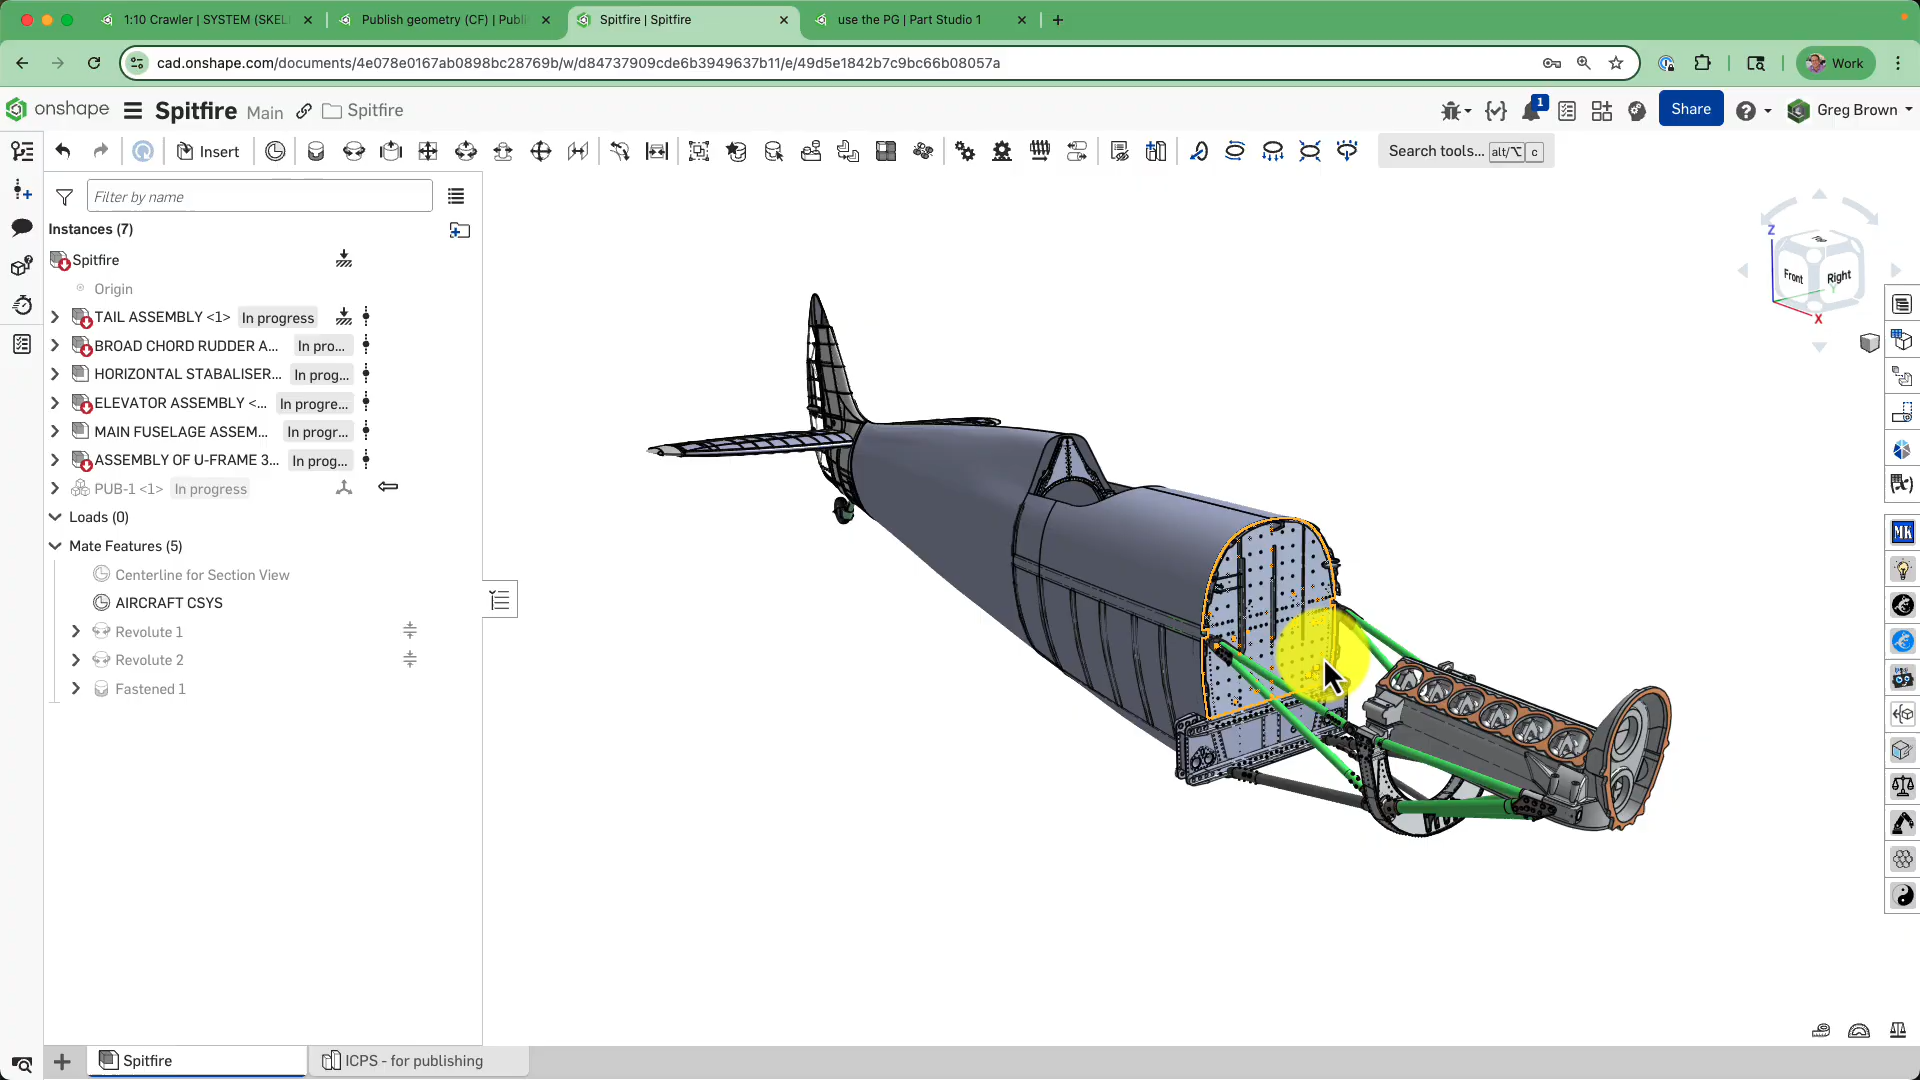 1:10 Crawler | SYSTEM (SKEL
Publish geometry (CF) | Publi
Spitfire | Spitfire
use the PG | Part Studio 1
cad.onshape.com/documents/4e078e0167ab0898bc28769b/w/d84737909cde6b3949637b11/e/49d5e1842b7c9bc66b08057a
Work
onshape
Spitfire Main
Spitfire
1
Share
Greg Brown
Insert
Search tools... alt/⌥ c
Filter by name
Instances (7)
Spitfire
Origin
TAIL ASSEMBLY <1> In progress
BROAD CHORD RUDDER A... In pro...
HORIZONTAL STABALISER... In prog...
ELEVATOR ASSEMBLY <... In progre...
MAIN FUSELAGE ASSEM... In progr...
ASSEMBLY OF U-FRAME 3... In prog...
PUB-1 <1> In progress
Loads (0)
Mate Features (5)
Centerline for Section View
AIRCRAFT CSYS
Revolute 1
Revolute 2
Fastened 1
Z
Front
Right
Y
X
MK
Spitfire
ICPS - for publishing